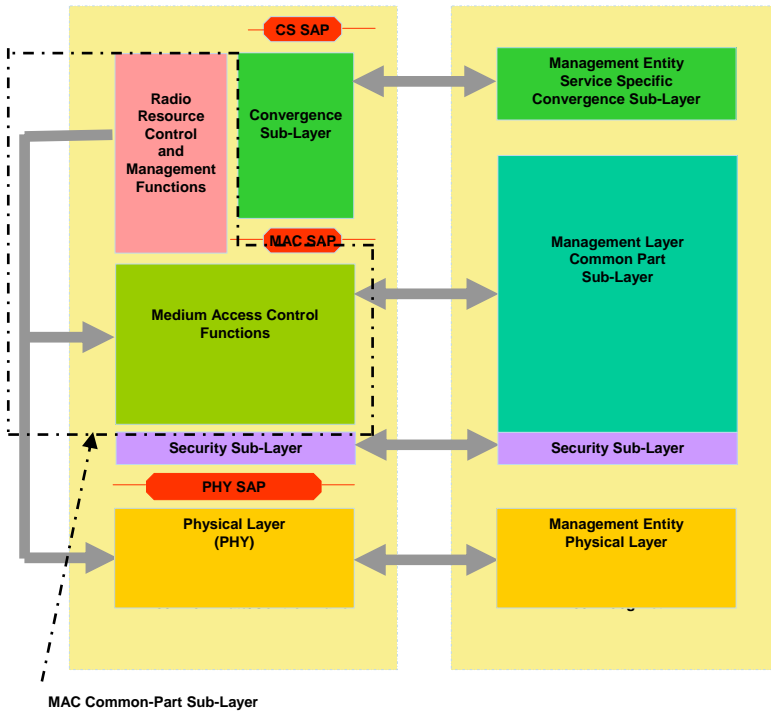 CS SAP
Radio
Resource
Control
and
Management
Functions
Convergence
Sub-Layer
Management Entity
Service Specific
Convergence Sub-Layer
MAC SAP
Management Layer
Common Part
Sub-Layer
Medium Access Control
Functions
Security Sub-Layer
Security Sub-Layer
PHY SAP
Physical Layer
(PHY)
Management Entity
Physical Layer
MAC Common-Part Sub-Layer